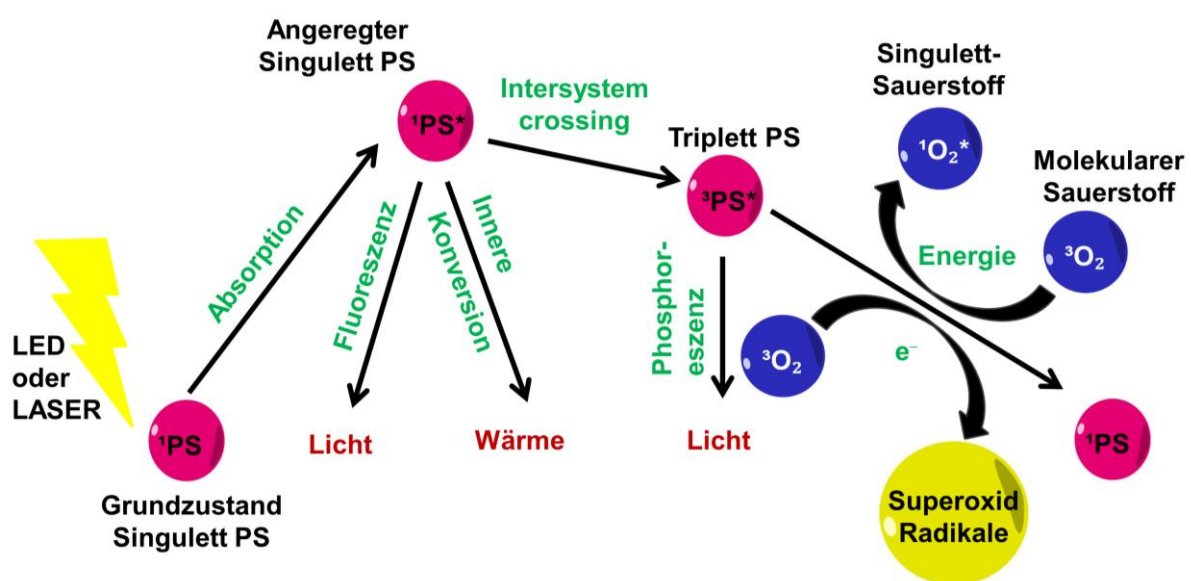 Angeregter
Singulett PS
¹PS*
Intersystem
crossing
Triplett PS
³PS*
Singulett-
Sauerstoff
¹O₂*
Molekularer
Sauerstoff
³O₂
Energie
Absorption
Fluoreszenz
Innere
Konversion
Phosphor-
eszenz
³O₂
e⁻
LED
oder
LASER
¹PS
Grundzustand
Singulett PS
Licht
Wärme
Licht
¹PS
Superoxid
Radikale